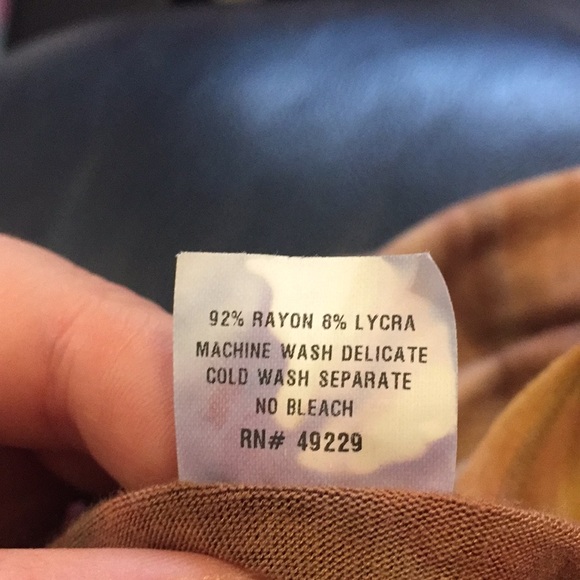 92% RAYON 8% LYCRA
MACHINE WASH DELICATE
COLD WASH SEPARATE
NO BLEACH
RN# 49229